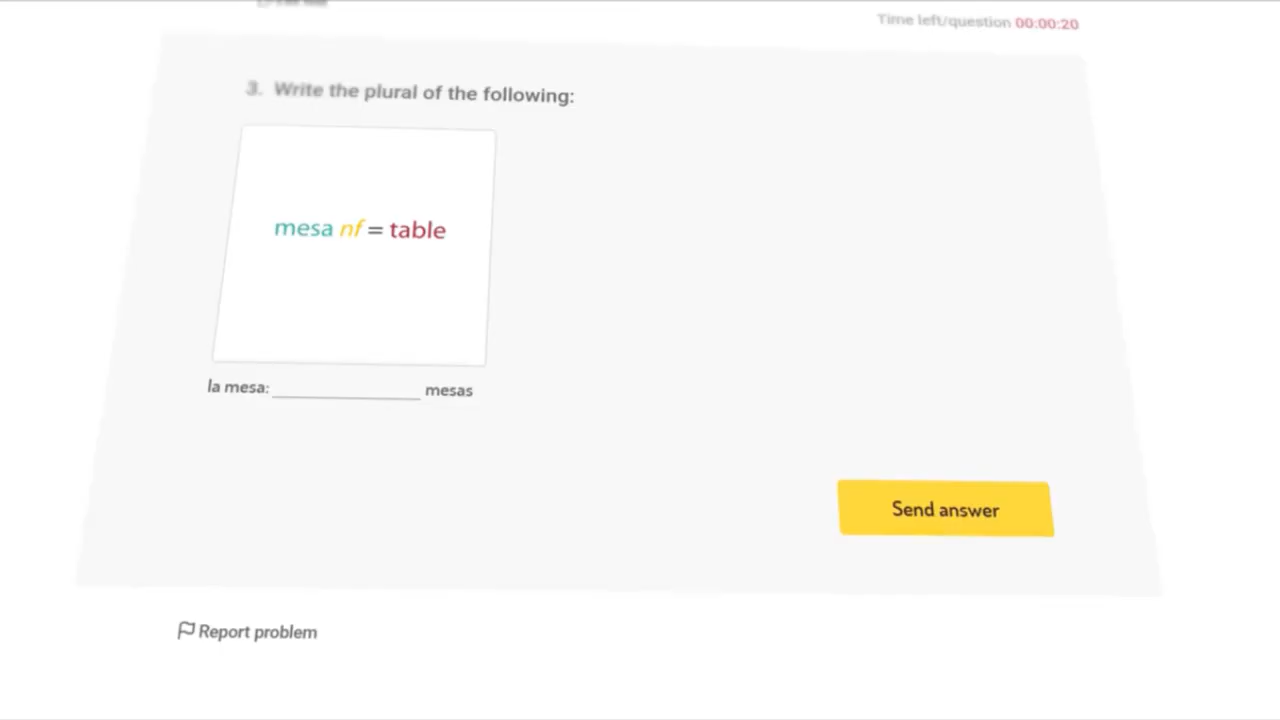 Time left/question 00:00:20
3. Write the plural of the following:
mesa nf = table
la mesa: ____________ mesas
Send answer
Report problem